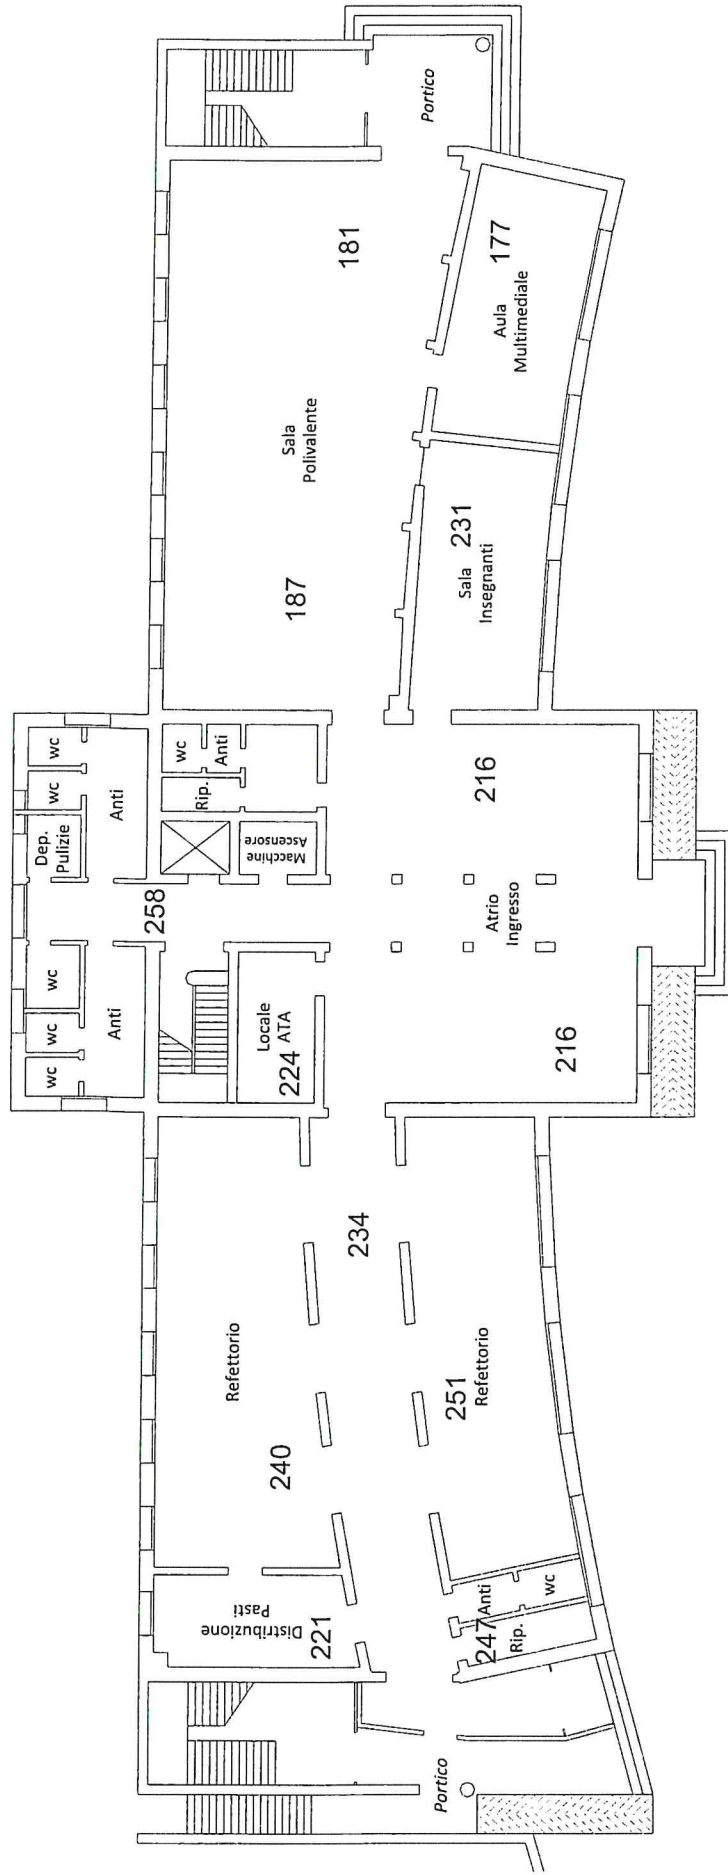 wc
wc
wc
Dep.
Pulizie
wc
wc
Anti
Anti
258
wc
Rip.
Anti
Refettorio
Distribuzione
Pasti
Locale
ATA
224
Macchine
Ascensore
240
221
187
Sala
Polivalente
181
234
Portico
251
Refettorio
Portico
247
Anti
Rip.
wc
Sala
Insegnanti
231
Aula
Multimediale
177
216
Atrio
Ingresso
216